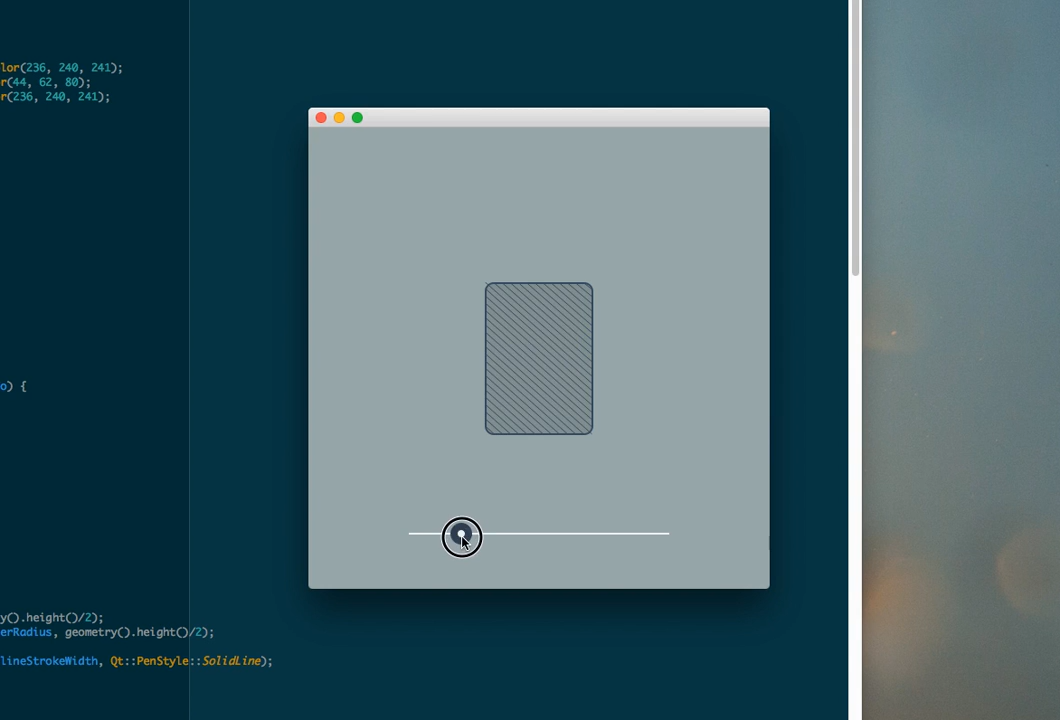 lor(236, 240, 241);
r(44, 62, 80);
r(236, 240, 241);
o) {
y().height()/2);
erRadius, geometry().height()/2);
lineStrokeWidth, Qt::PenStyle::SolidLine);